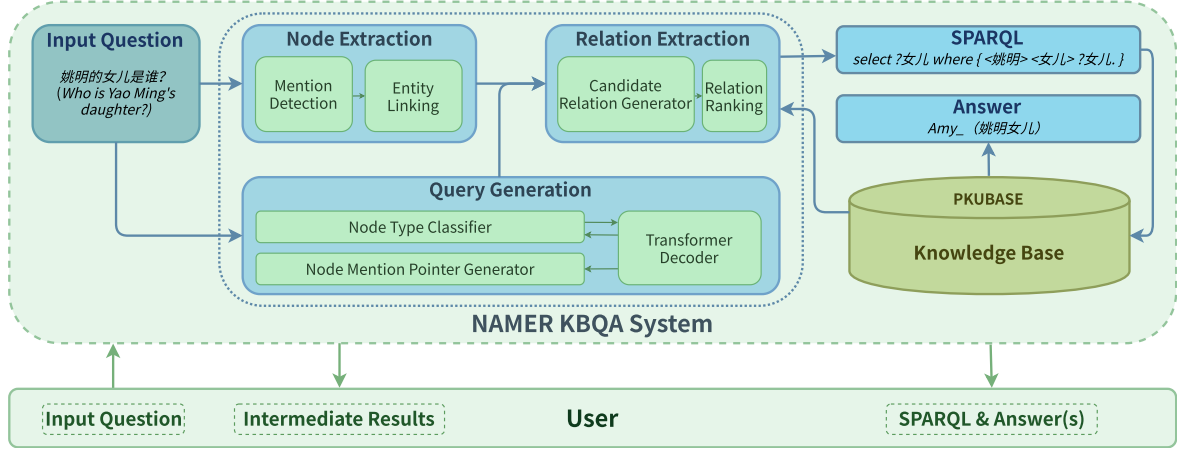 Input Question
姚明的女儿是谁?
(Who is Yao Ming's
daughter?)
Node Extraction
Mention
Detection
Entity
Linking
Relation Extraction
Candidate
Relation Generator
Relation
Ranking
SPARQL
select ?女儿 where { <姚明> <女儿> ?女儿. }
Answer
Amy_（姚明女儿）
Query Generation
Node Type Classifier
Node Mention Pointer Generator
Transformer
Decoder
PKUBASE
Knowledge Base
NAMER KBQA System
Input Question
Intermediate Results
User
SPARQL & Answer(s)